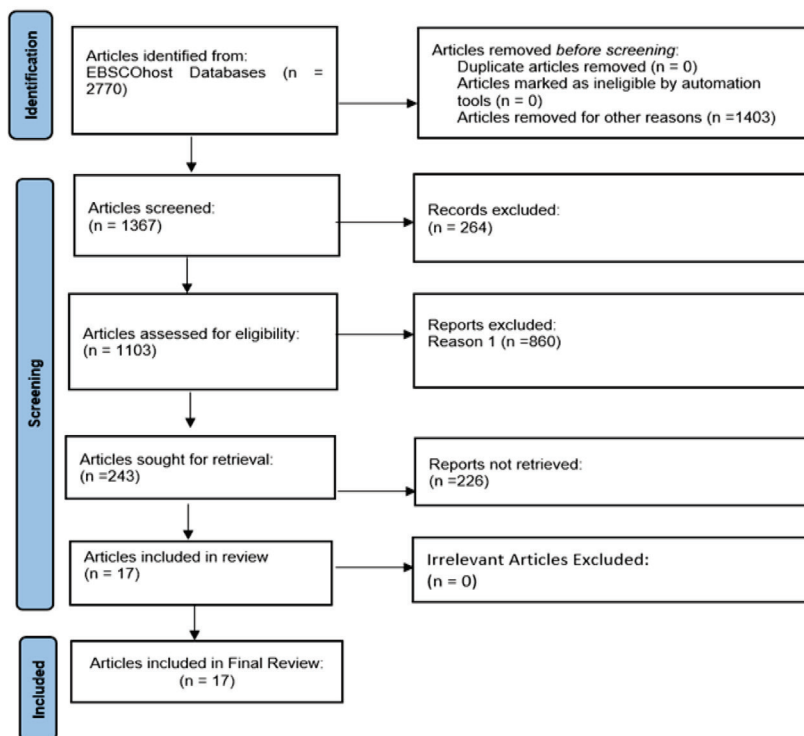 Identification
Articles identified from:
EBSCOhost Databases (n =
2770)
Articles removed before screening:
Duplicate articles removed (n = 0)
Articles marked as ineligible by automation
tools (n = 0)
Articles removed for other reasons (n =1403)
Screening
Articles screened:
(n = 1367)
Records excluded:
(n = 264)
Articles assessed for eligibility:
(n = 1103)
Reports excluded:
Reason 1 (n =860)
Articles sought for retrieval:
(n =243)
Reports not retrieved:
(n =226)
Articles included in review
(n = 17)
Irrelevant Articles Excluded:
(n = 0)
Included
Articles included in Final Review:
(n = 17)